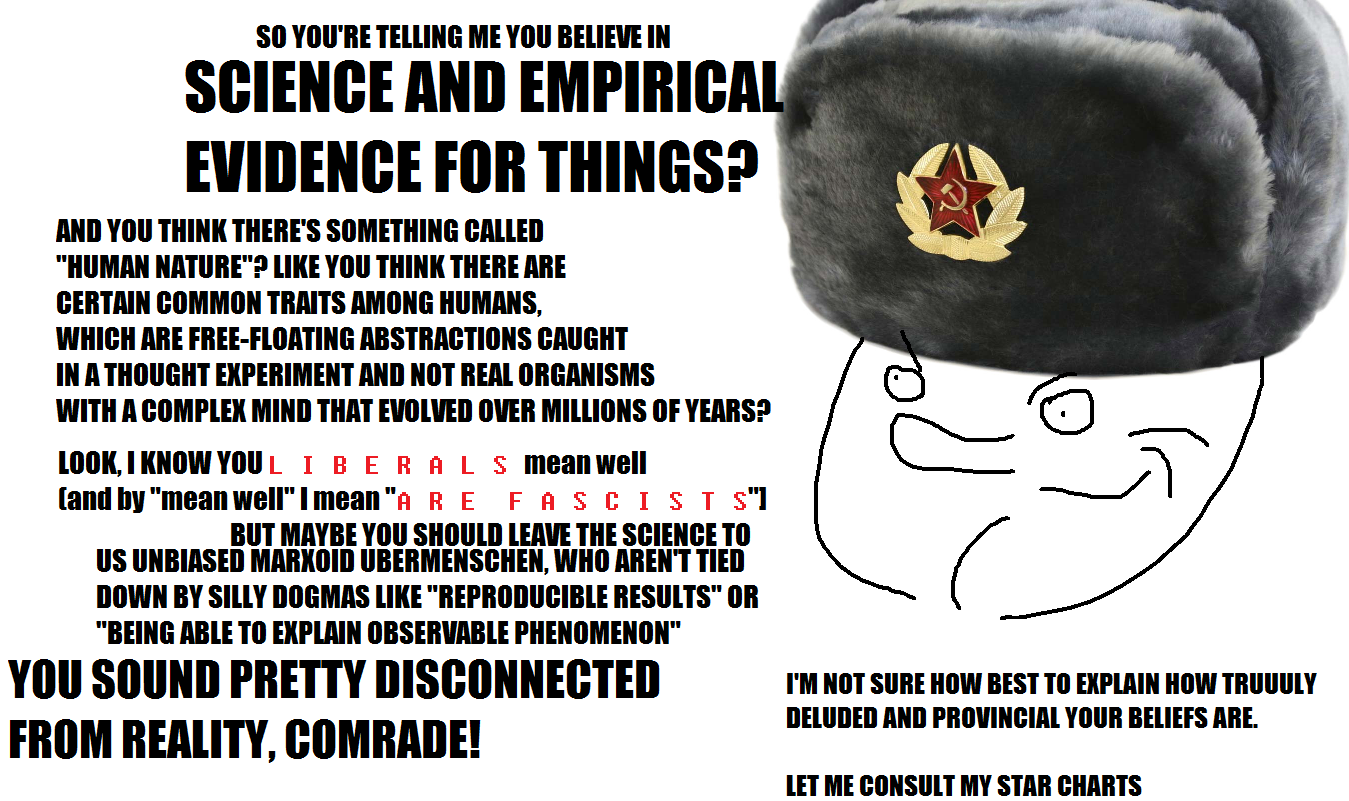 SO YOU'RE TELLING ME YOU BELIEVE IN
SCIENCE AND EMPIRICAL
EVIDENCE FOR THINGS?
AND YOU THINK THERE'S SOMETHING CALLED
"HUMAN NATURE"? LIKE YOU THINK THERE ARE
CERTAIN COMMON TRAITS AMONG HUMANS,
WHICH ARE FREE-FLOATING ABSTRACTIONS CAUGHT
IN A THOUGHT EXPERIMENT AND NOT REAL ORGANISMS
WITH A COMPLEX MIND THAT EVOLVED OVER MILLIONS OF YEARS?
LOOK, I KNOW YOU L I B E R A L S mean well
(and by "mean well" I mean "A R E F A S C I S T S"]
BUT MAYBE YOU SHOULD LEAVE THE SCIENCE TO
US UNBIASED MARXOID UBERMENSCHEN, WHO AREN'T TIED
DOWN BY SILLY DOGMAS LIKE "REPRODUCIBLE RESULTS" OR
"BEING ABLE TO EXPLAIN OBSERVABLE PHENOMENON"
YOU SOUND PRETTY DISCONNECTED
FROM REALITY, COMRADE!
I'M NOT SURE HOW BEST TO EXPLAIN HOW TRUUULY
DELUDED AND PROVINCIAL YOUR BELIEFS ARE.
LET ME CONSULT MY STAR CHARTS